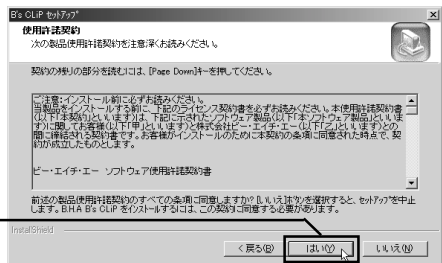 B's CLiP ｾｯﾄｱｯﾌﾟ
使用許諾契約
次の製品使用許諾契約を注意深くお読みください。
契約の残りの部分を読むには、[Page Down]ｷｰを押してください。
ご注意：インストール前に必ずお読みください。
当製品をインストールする前に、下記のライセンス契約書を必ずお読みください。本使用許諾契約書
(以下｢本契約｣といいます)は、下記に示されたソフトウェア製品(以下｢本ソフトウェア製品｣といいま
す)に関してお客様(以下｢甲｣といいます)と株式会社ビー・エイチ・エー(以下｢乙｣といいます)との
間に締結される契約書です。お客様がインストールのために本契約の条項に同意された時点で、契
約が成立したものとします。
ビー・エイチ・エー　ソフトウェア使用許諾契約書
前述の製品使用許諾契約のすべての条項に同意しますか? [いいえ]ﾎﾞﾀﾝを選択すると、ｾｯﾄｱｯﾌﾟを中止
します。B.H.A B's CLiP をｲﾝｽﾄｰﾙするには、この契約に同意する必要があります。
InstallShield
< 戻る(B) はい(Y) いいえ(N)